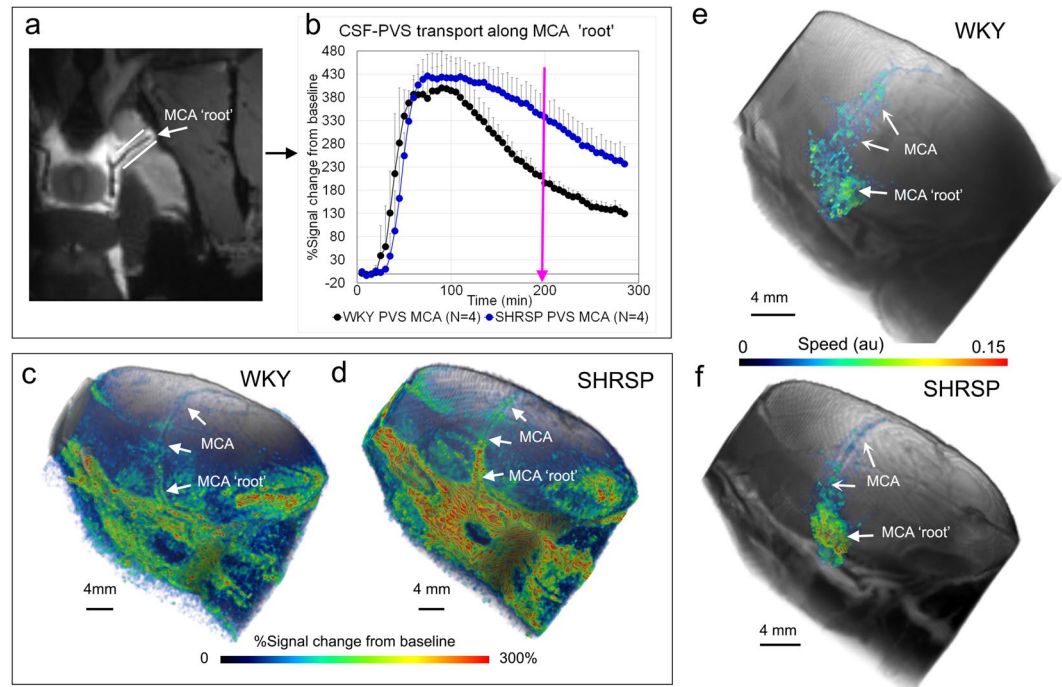 a
MCA 'root'
b
CSF-PVS transport along MCA 'root'
%Signal change from baseline
480
430
380
330
280
230
180
130
80
30
-20
0
100
200
300
Time (min)
WKY PVS MCA (N=4)
SHRSP PVS MCA (N=4)
c
WKY
MCA
MCA 'root'
4mm
d
SHRSP
MCA
MCA 'root'
4mm
%Signal change from baseline
0
300%
e
WKY
MCA
MCA 'root'
4 mm
0
Speed (au)
0.15
f
SHRSP
MCA
MCA 'root'
4 mm